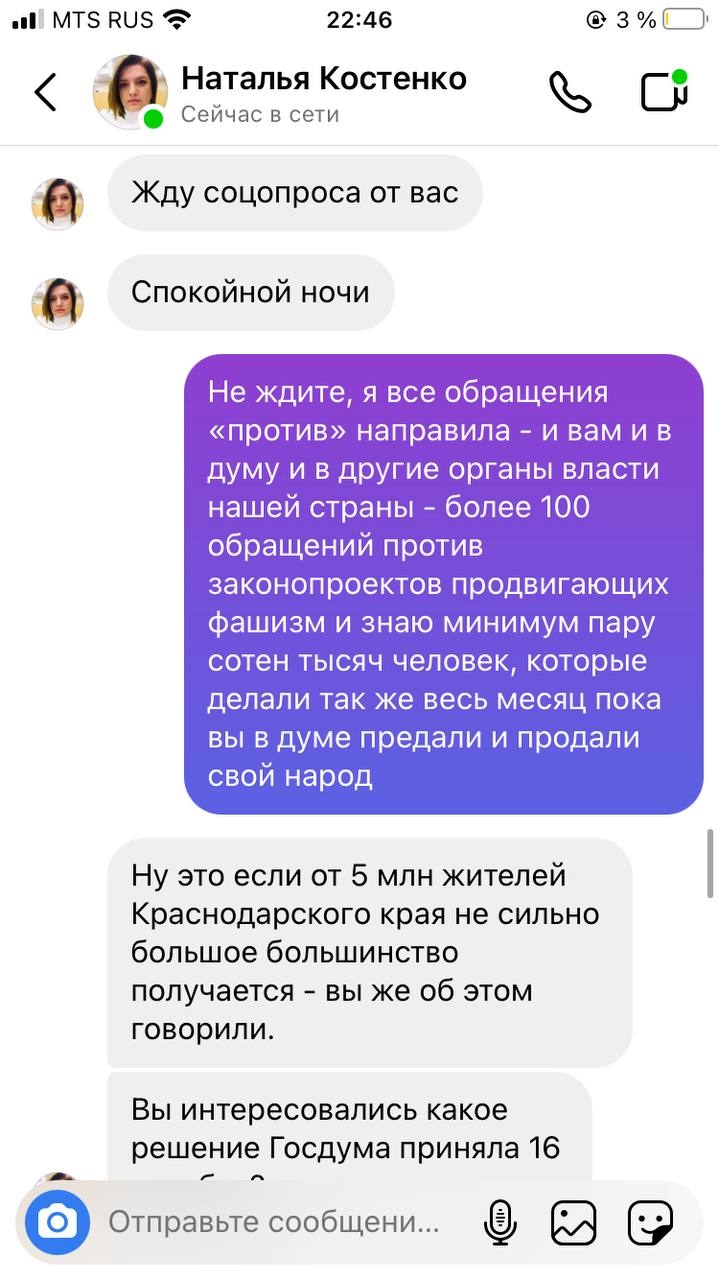 MTS RUS 22:46 3 %
Наталья Костенко
Сейчас в сети
Жду соцопроса от вас
Спокойной ночи
Не ждите, я все обращения
«против» направила - и вам и в
думу и в другие органы власти
нашей страны - более 100
обращений против
законопроектов продвигающих
фашизм и знаю минимум пару
сотен тысяч человек, которые
делали так же весь месяц пока
вы в думе предали и продали
свой народ
Ну это если от 5 млн жителей
Краснодарского края не сильно
большое большинство
получается - вы же об этом
говорили.
Вы интересовались какое
решение Госдума приняла 16
Отправьте сообщени...